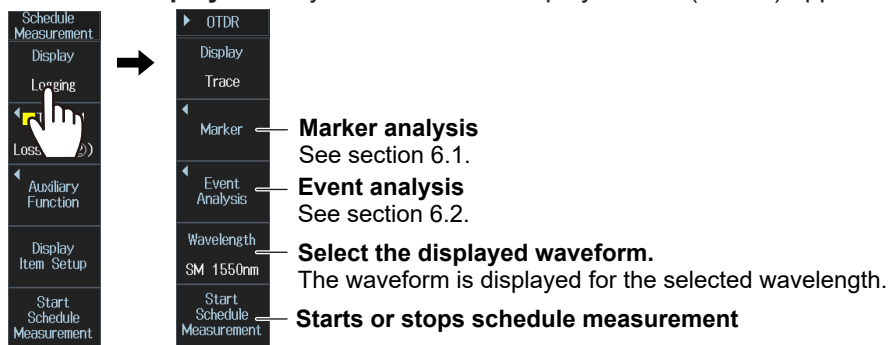 Schedule
Measurement
Display
Logging
Loss
Auxiliary
Function
Display
Item Setup
Start
Schedule
Measurement
OTDR
Display
Trace
Marker
Event
Analysis
Wavelength
SM 1550nm
Start
Schedule
Measurement
Marker analysis
See section 6.1.
Event analysis
See section 6.2.
Select the displayed waveform.
The waveform is displayed for the selected wavelength.
Starts or stops schedule measurement